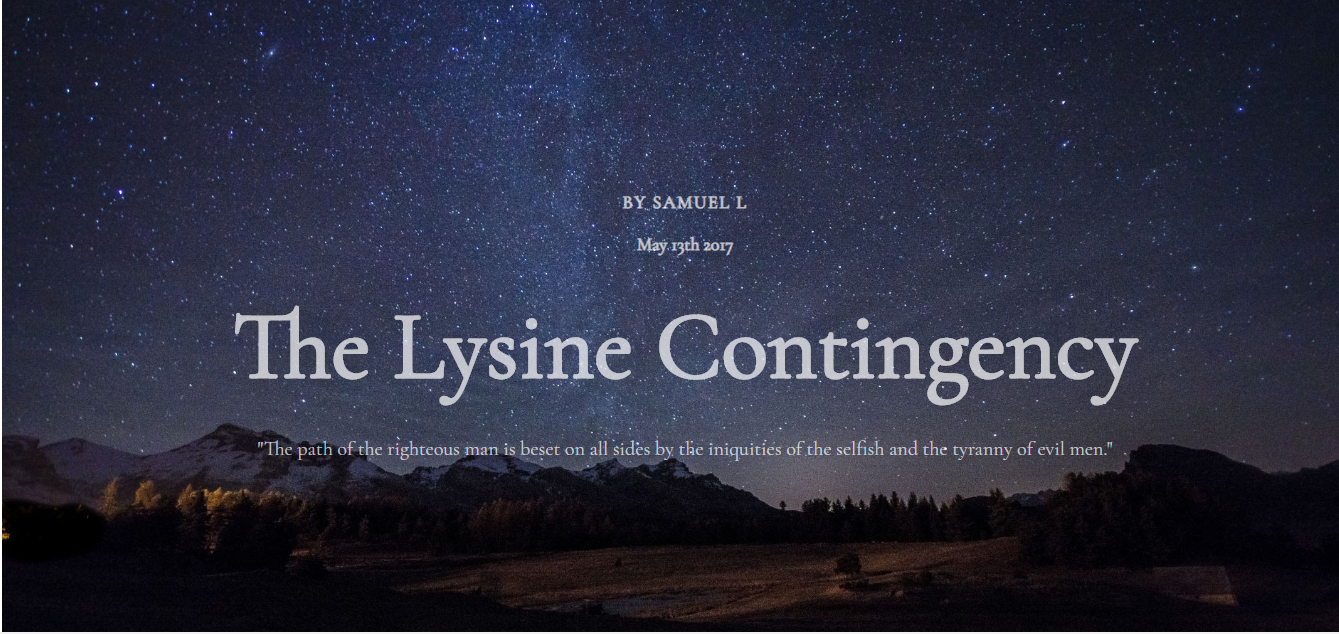 BY SAMUEL L
May 13th 2017
The Lysine Contingency
"The path of the righteous man is beset on all sides by the iniquities of the selfish and the tyranny of evil men."